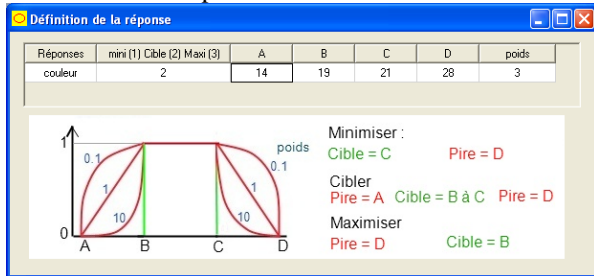 Définition de la réponse
Réponses mini (1) Cible (2) Maxi (3) A B C D poids
couleur 2 14 19 21 28 3
1
0.1
1
10
0
A B C D
poids
0.1
1
10
Minimiser :
Cible = C Pire = D
Cibler
Pire = A Cible = B à C Pire = D
Maximiser
Pire = D Cible = B